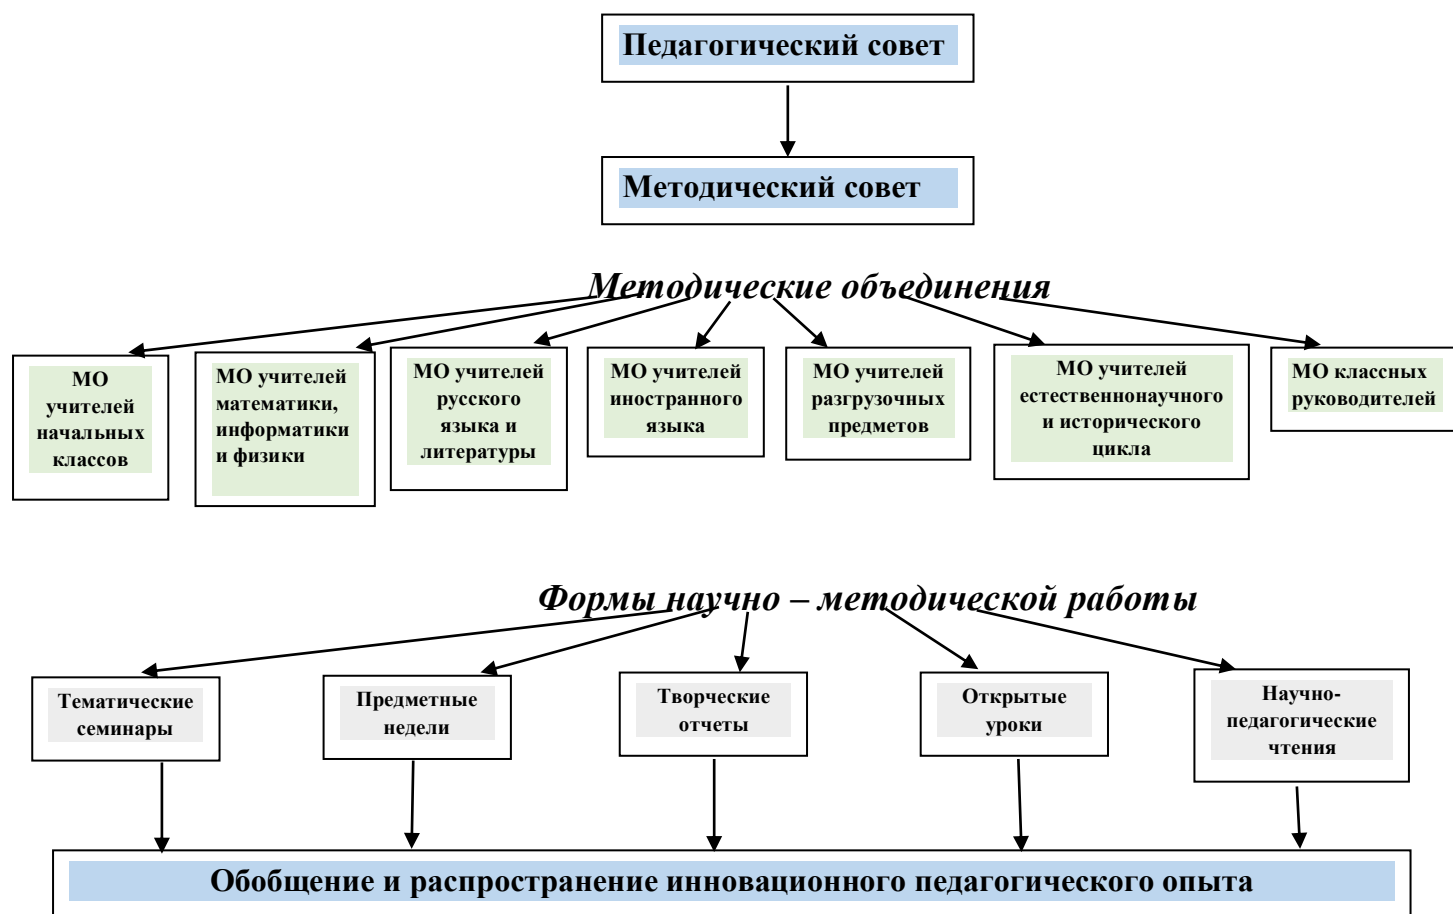 Педагогический совет
Методический совет
Методические объединения
МО
учителей
начальных
классов
МО учителей
математики,
информатики
и физики
МО учителей
русского
языка и
литературы
МО учителей
иностранного
языка
МО учителей
разгрузочных
предметов
МО учителей
естественнонаучного
и исторического
цикла
МО классных
руководителей
Формы научно – методической работы
Тематические
семинары
Предметные
недели
Творческие
отчеты
Открытые
уроки
Научно-
педагогические
чтения
Обобщение и распространение инновационного педагогического опыта